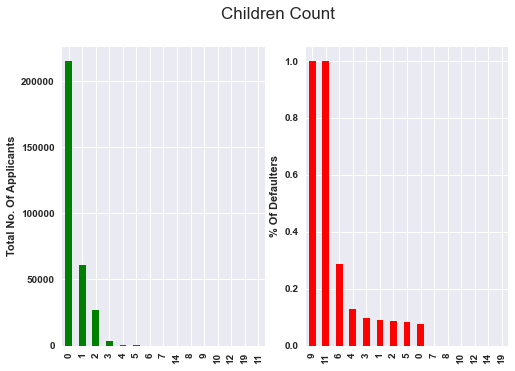 Children Count
Total No. Of Applicants
200000
150000
100000
50000
0
0 1 2 3 4 5 6 7 14 8 9 10 12 19 11
% Of Defaulters
1.0
0.8
0.6
0.4
0.2
0.0
9 11 6 4 3 1 2 5 0 7 8 10 12 14 19